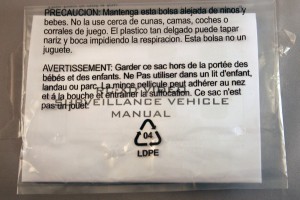 PRECAUCION: Mantenga esta bolsa alejada de ninos y
bebes. No la use cerca de cunas, camas, coches o
corrales de juego. El plastico tan delgado puede tapar
nariz y boca impidiendo la respiracion. Esta bolsa no un
juguete.
AVERTISSEMENT: Garder ce sac hors de la portée des
bébés et des enfants. Ne Pas utiliser dans un lit d'enfant,
landau ou parc. La mince pellicule peut adhérer au nez
et á la bouche et entraîner la suffocation. Ce sac n'est
pas un jouet.
SURVEILLANCE VEHICLE
MANUAL
04
LDPE